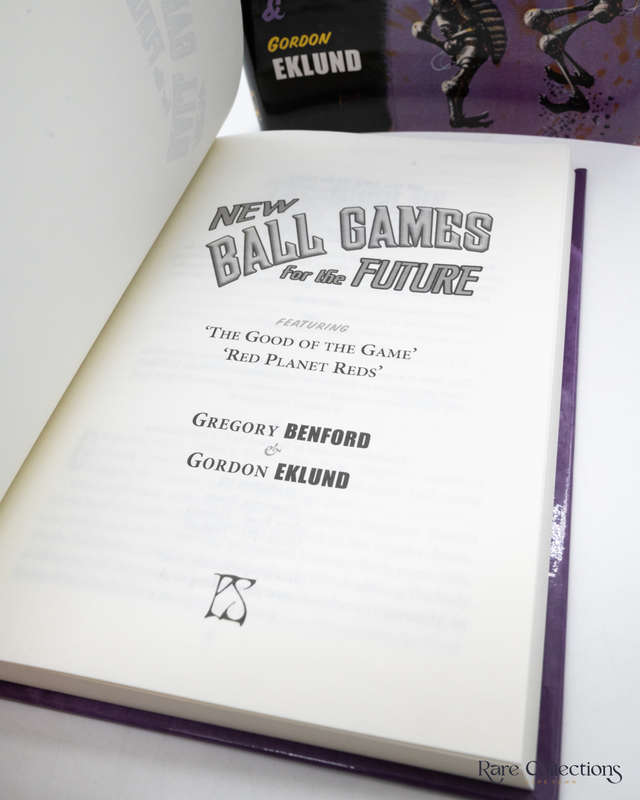 &
GORDON
EKLUND
NEW
BALL GAMES
for the FUTURE
FEATURING
‘THE GOOD OF THE GAME’
‘RED PLANET REDS’
GREGORY BENFORD
&
GORDON EKLUND
PS
Rare Collections